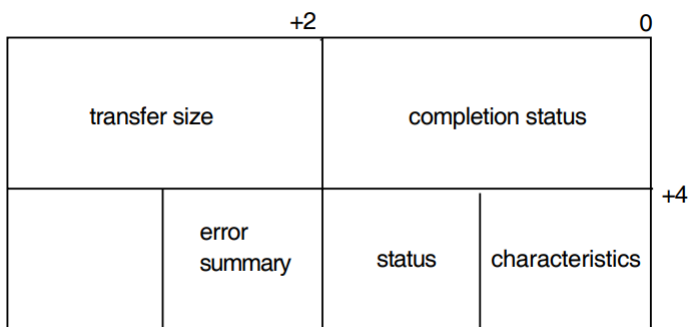 +2 0
transfer size completion status
+4
error
summary status characteristics